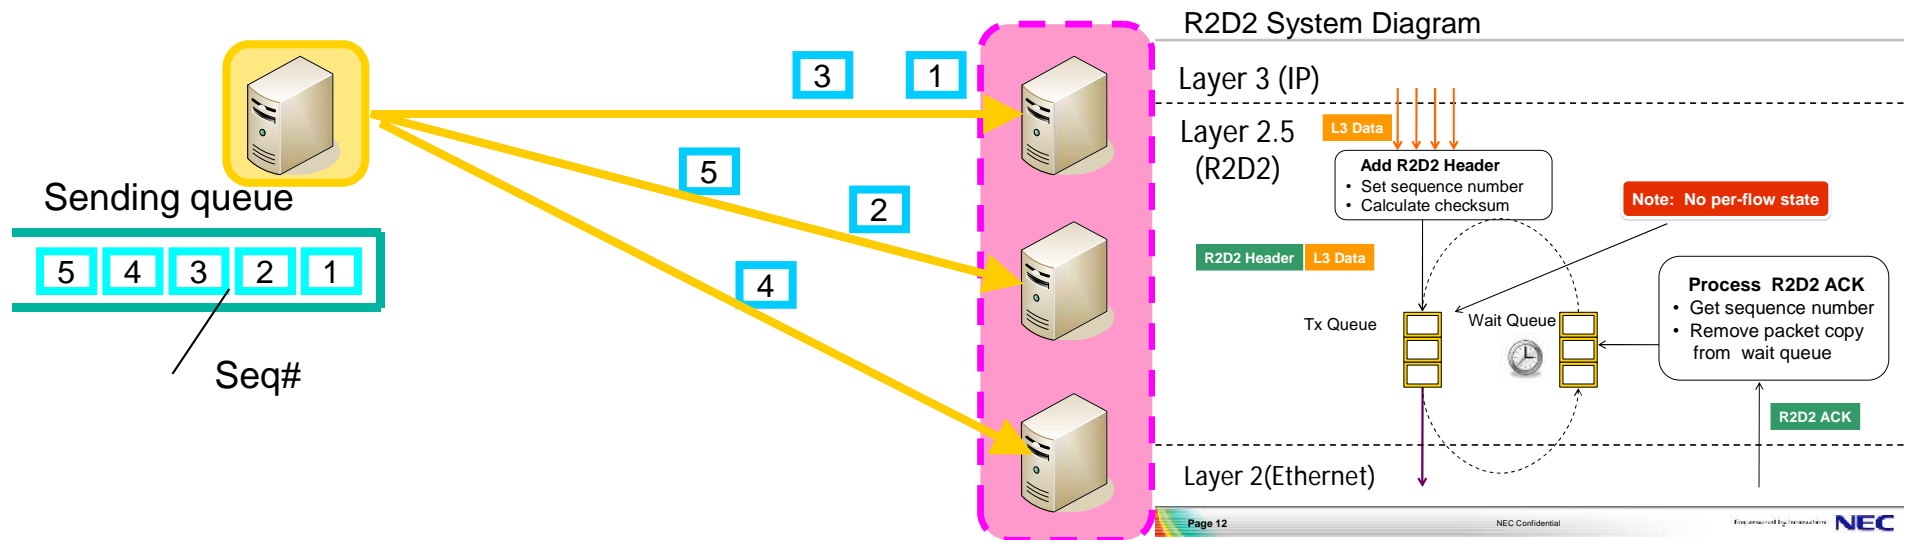 3
1
5
2
4
Sending queue
5 4 3 2 1
Seq#
R2D2 System Diagram
Layer 3 (IP)
Layer 2.5
(R2D2)
L3 Data
Add R2D2 Header
• Set sequence number
• Calculate checksum
Note: No per-flow state
R2D2 Header L3 Data
Process R2D2 ACK
• Get sequence number
• Remove packet copy
from wait queue
Tx Queue
Wait Queue
R2D2 ACK
Layer 2(Ethernet)
Page 12
NEC Confidential
Empowered by Innovation
NEC